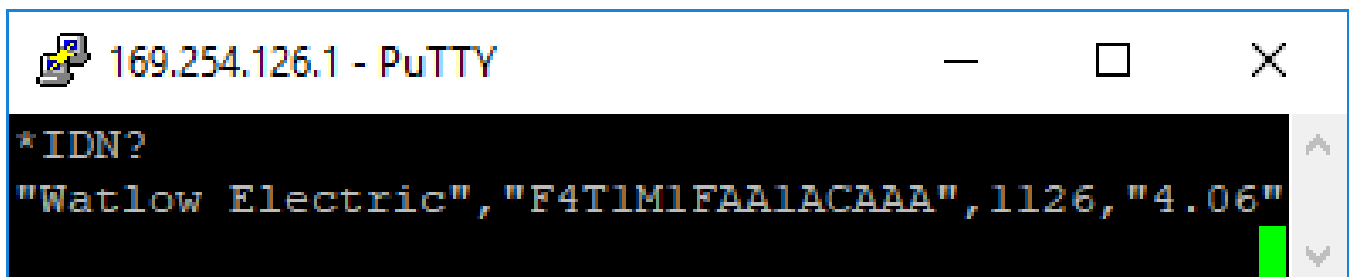 169.254.126.1 - PuTTY
*IDN?
"Watlow Electric","F4T1M1FAA1ACAAA",1126,"4.06"